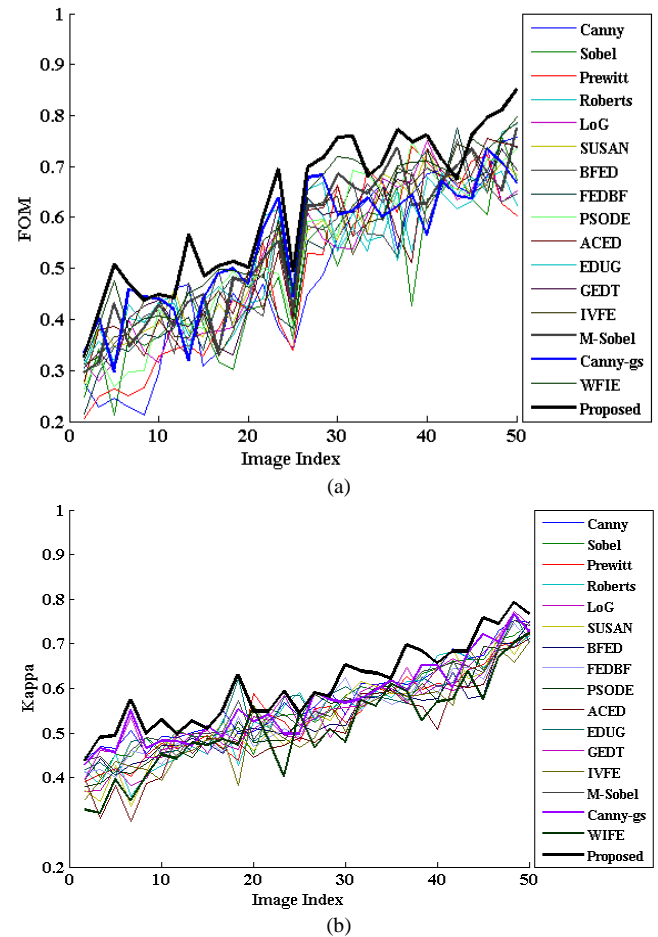 1
0.9
0.8
0.7
0.6
0.5
0.4
0.3
0.2
FOM
0 10 20 30 40 50
Image Index
Canny
Sobel
Prewitt
Roberts
LoG
SUSAN
BFED
FEDBF
PSODE
ACED
EDUG
GEDT
IVFE
M-Sobel
Canny-gs
WFIE
Proposed
(a)
1
0.9
0.8
0.7
0.6
0.5
0.4
0.2
Kappa
0 10 20 30 40 50
Image Index
Canny
Sobel
Prewitt
Roberts
LoG
SUSAN
BFED
FEDBF
PSODE
ACED
EDUG
GEDT
IVFE
M-Sobel
Canny-gs
WIFE
Proposed
(b)